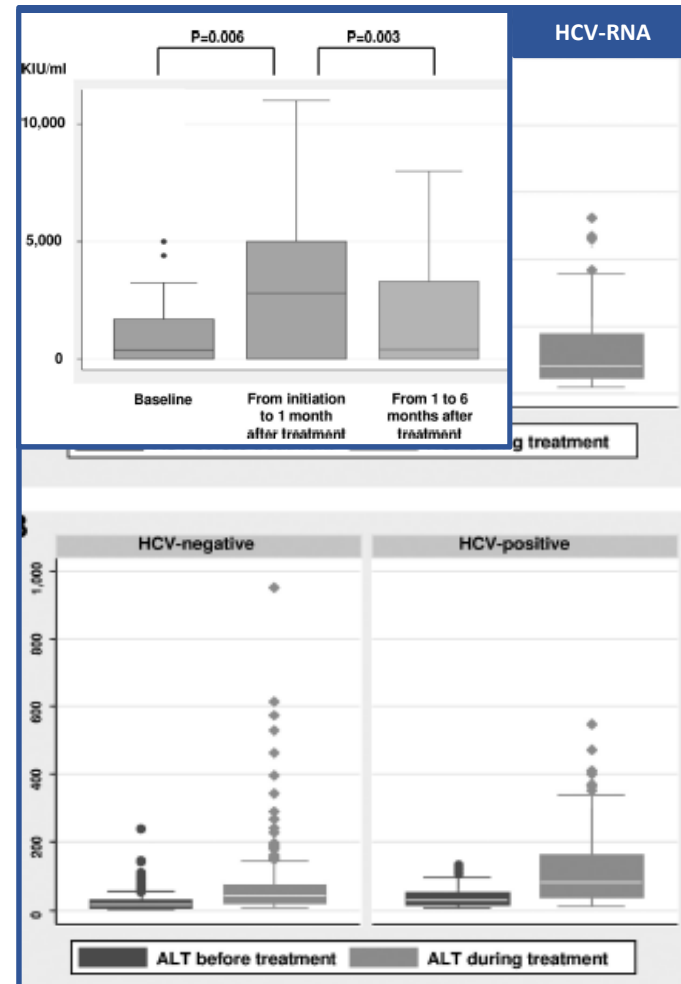 P=0.006 P=0.003
HCV-RNA
KIU/ml
10,000
5,000
0
Baseline
From initiation
to 1 month
after treatment
From 1 to 6
months after
treatment
g treatment
HCV-negative HCV-positive
1,000
800
600
400
200
0
ALT before treatment ALT during treatment